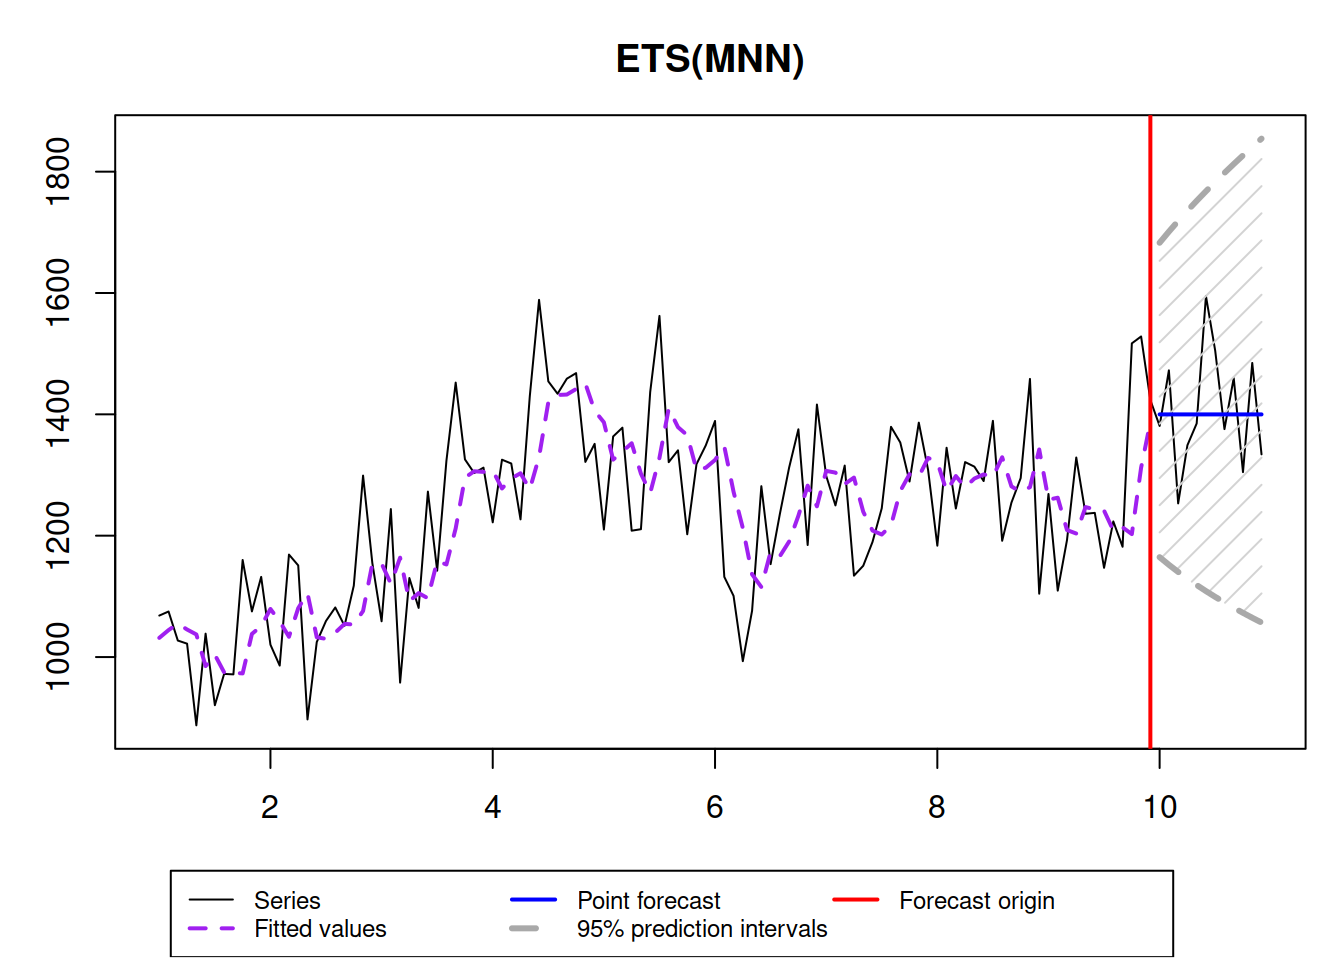 ETS(MNN)
1800
1600
1400
1200
1000
2 4 6 8 10
Series Point forecast Forecast origin
Fitted values 95% prediction intervals